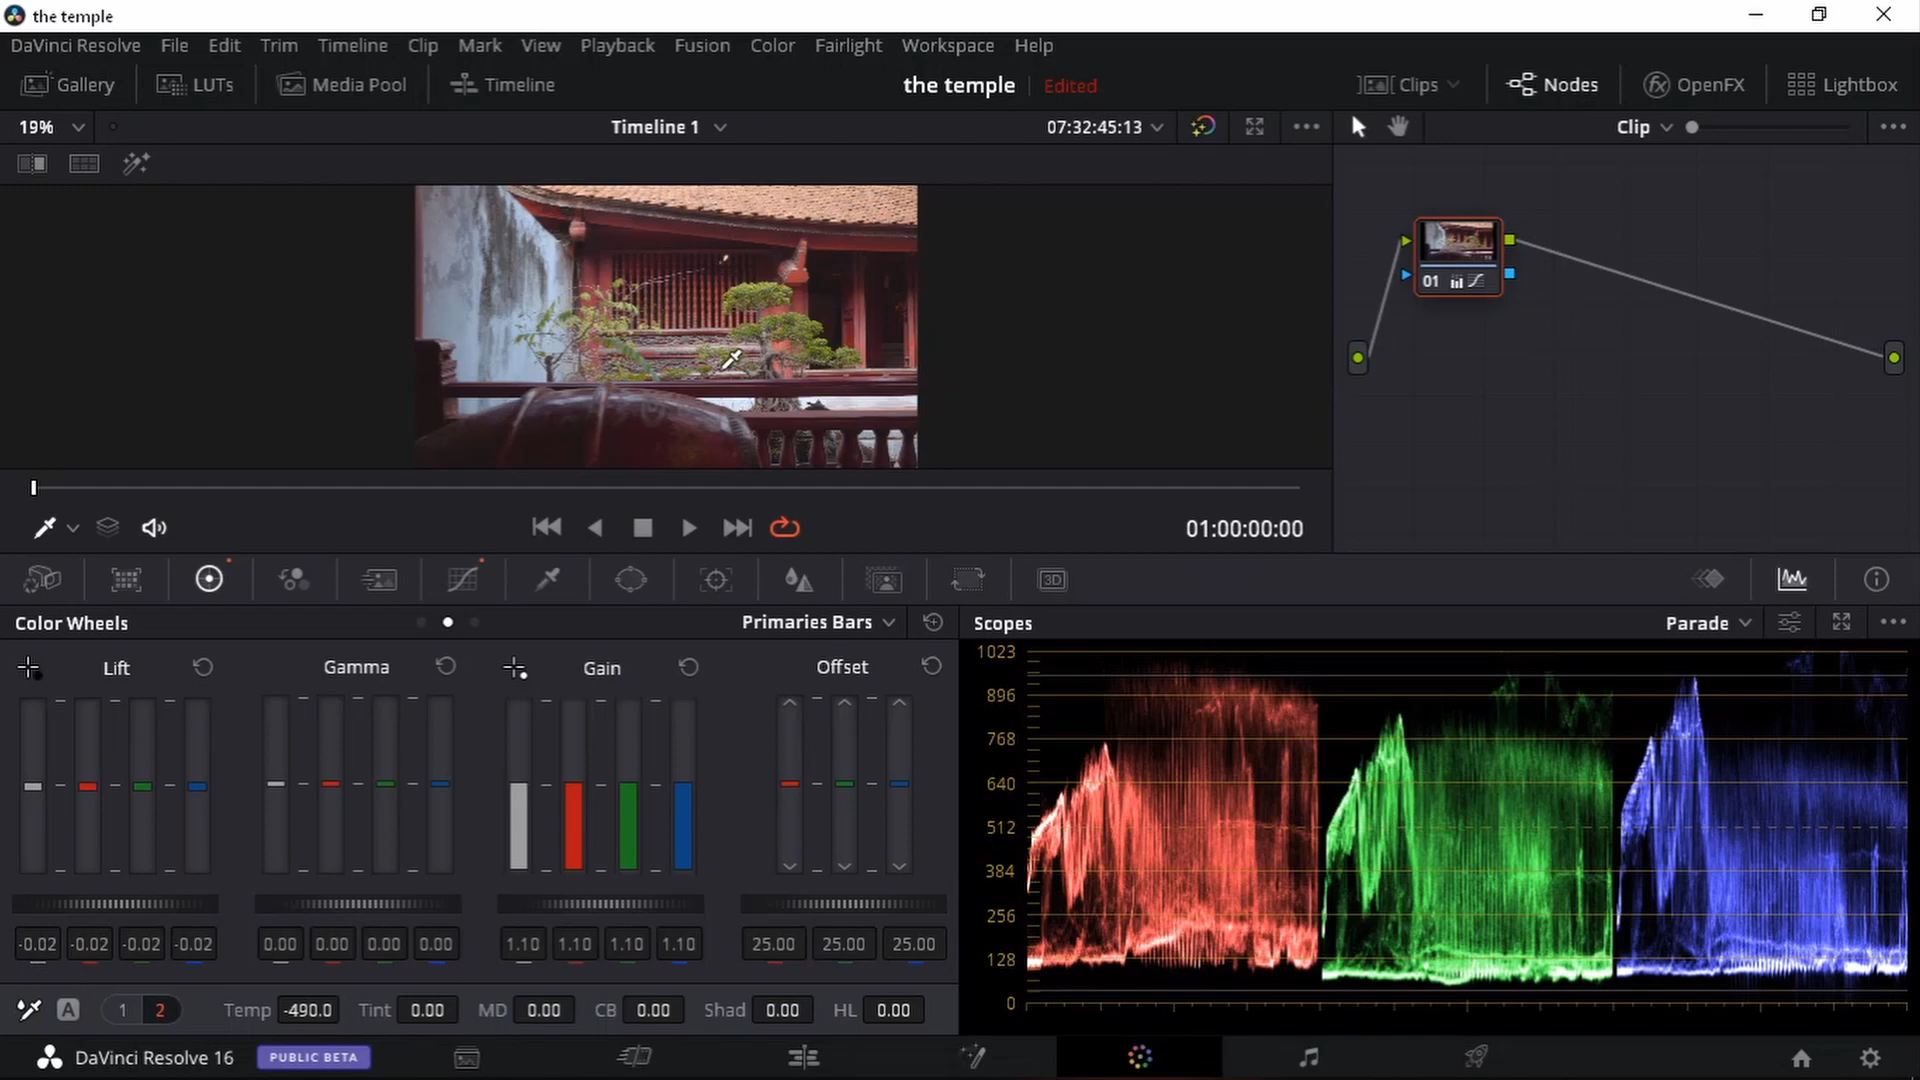 the temple
DaVinci Resolve File Edit Trim Timeline Clip Mark View Playback Fusion Color Fairlight Workspace Help
Gallery LUTs Media Pool Timeline the temple Edited Clips Nodes OpenFX Lightbox
19% Timeline 1 07:32:45:13 Clip
01
01:00:00:00
3D
Color Wheels Primaries Bars Scopes Parade
Lift Gamma Gain Offset
1023
896
768
640
512
384
256
128
0
-0.02 -0.02 -0.02 -0.02 0.00 0.00 0.00 0.00 1.10 1.10 1.10 1.10 25.00 25.00 25.00
A 1 2 Temp -490.0 Tint 0.00 MD 0.00 CB 0.00 Shad 0.00 HL 0.00
DaVinci Resolve 16 PUBLIC BETA